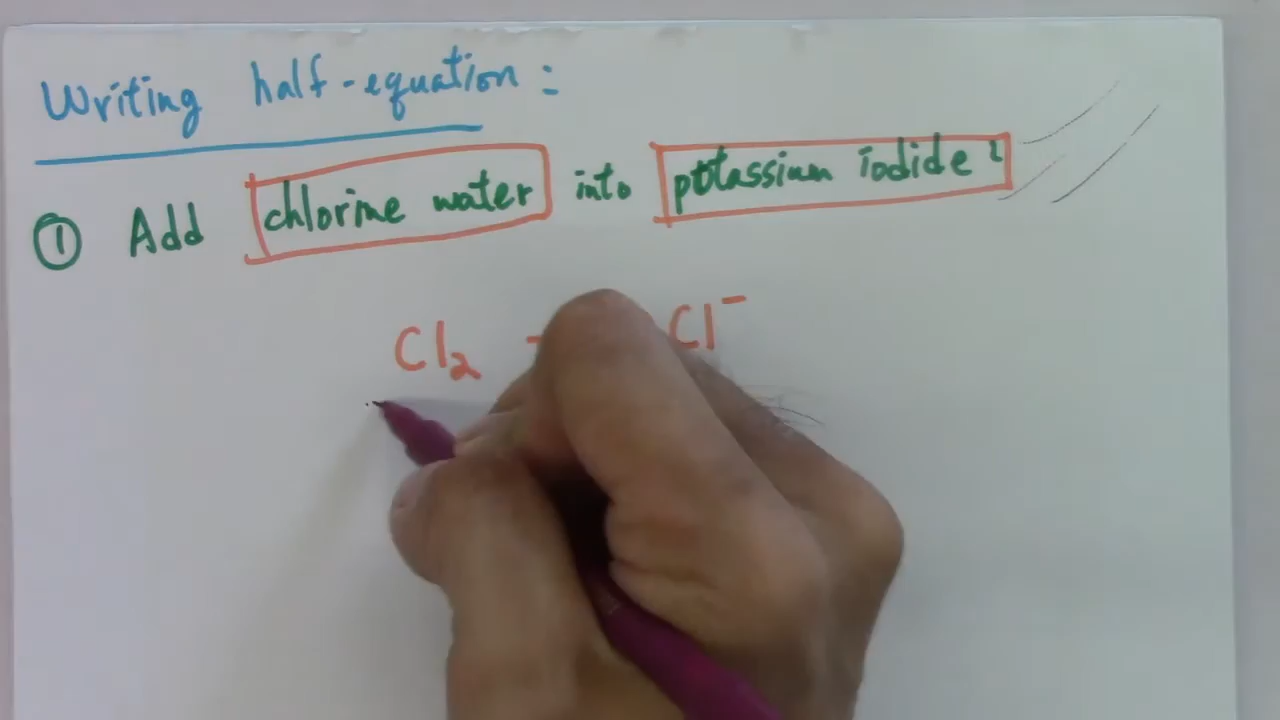 Writing half-equation:
① Add chlorine water into potassium iodide
Cl₂ Cl⁻